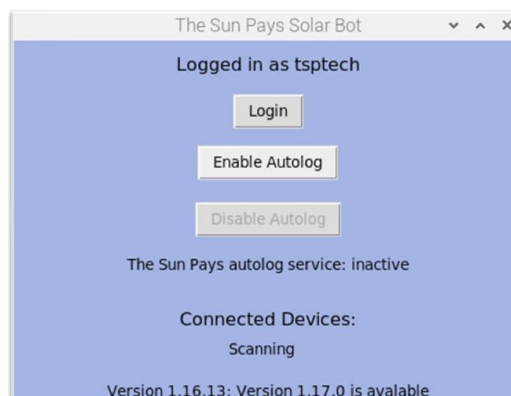 The Sun Pays Solar Bot
Logged in as tsptech
Login
Enable Autolog
Disable Autolog
The Sun Pays autolog service: inactive
Connected Devices:
Scanning
Version 1.16.13: Version 1.17.0 is avalable